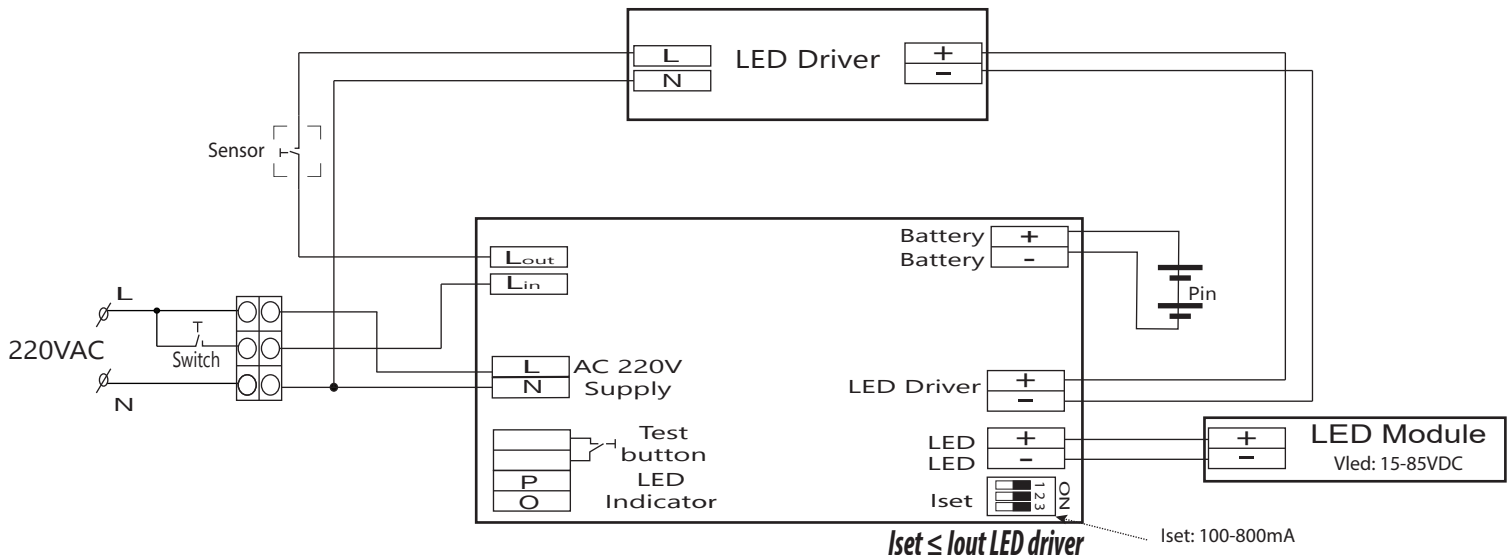 L
N
LED Driver
+
-
Sensor
Lout
Lin
Battery +
Battery -
Pin
L
220VAC
Switch
N
L
N
AC 220V
Supply
LED Driver
+
-
Test
button
P
O
LED
Indicator
LED +
LED -
+
-
LED Module
Vled: 15-85VDC
Iset
1 2 3
ON
Iset ≤ Iout LED driver
Iset: 100-800mA